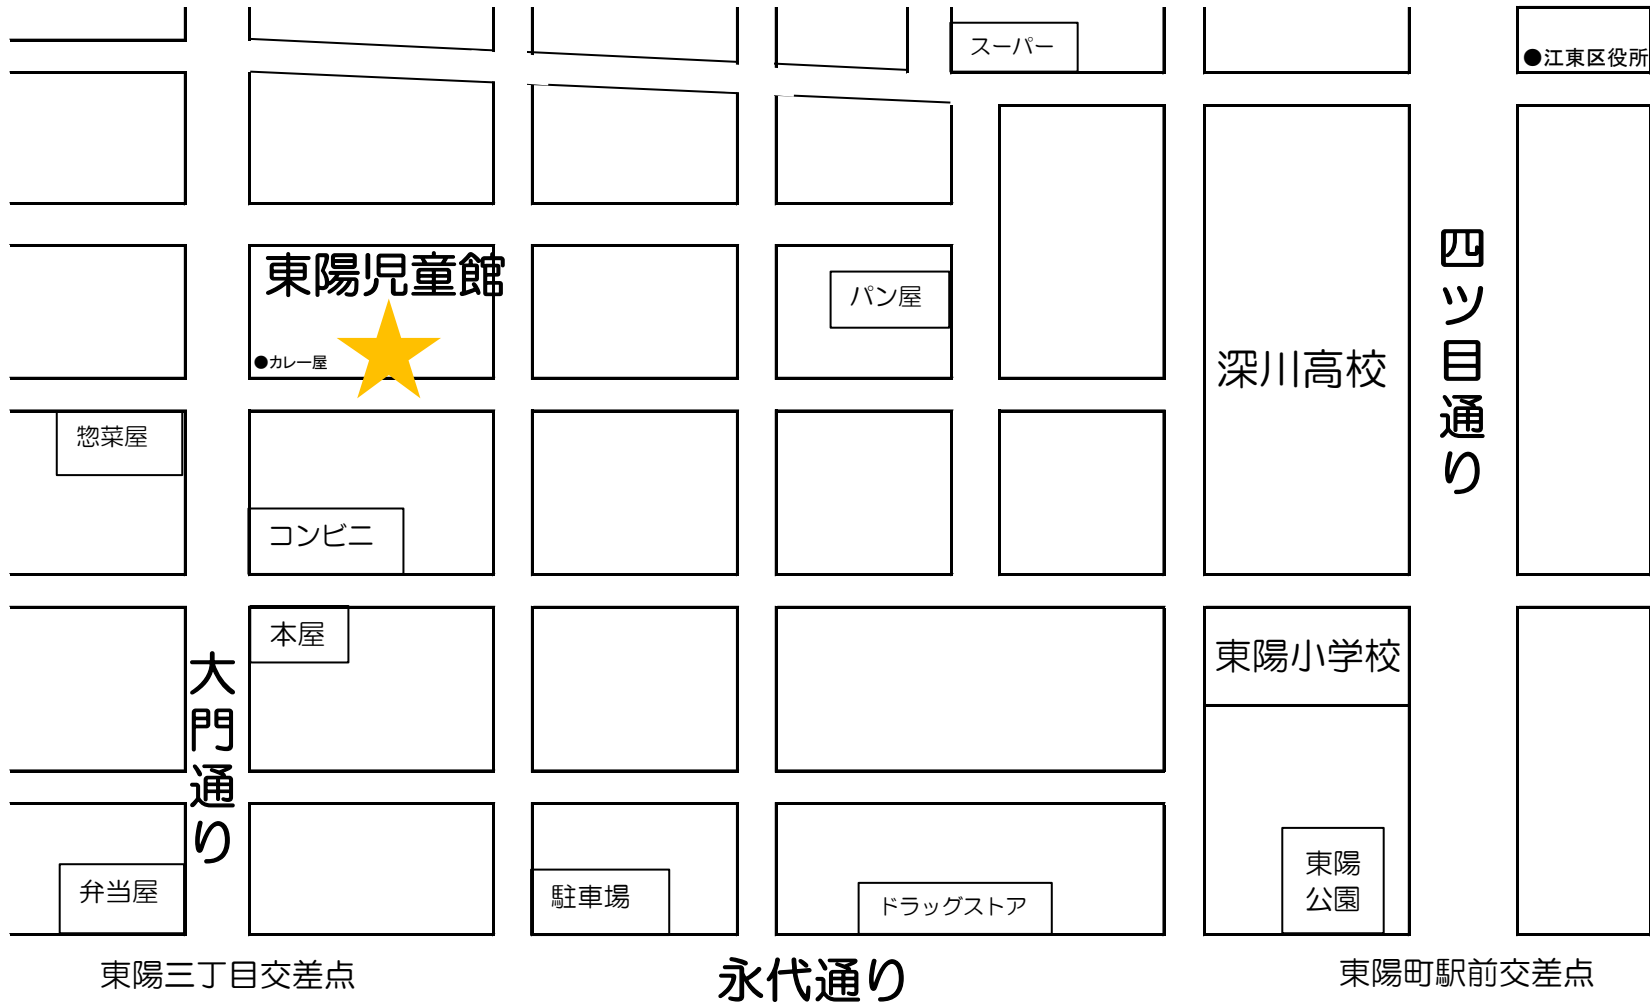 スーパー
●江東区役所
東陽児童館
パン屋
●カレー屋
四ツ目通り
深川高校
惣菜屋
コンビニ
本屋
東陽小学校
大門通り
弁当屋
駐車場
ドラッグストア
東陽
公園
東陽三丁目交差点
永代通り
東陽町駅前交差点